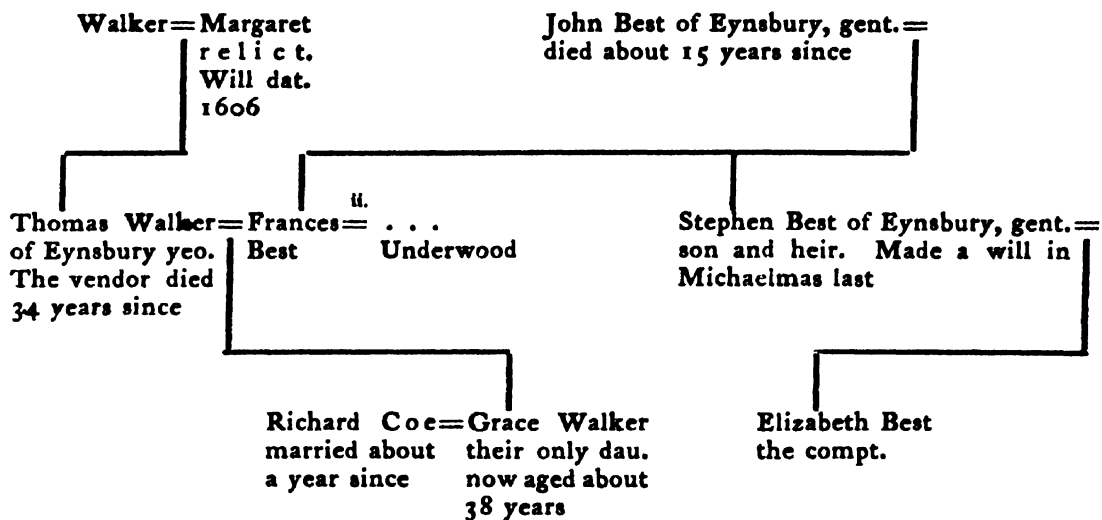 Walker = Margaret
relict.
Will dat.
1606
John Best of Eynsbury, gent. =
died about 15 years since
Thomas Walker =
of Eynsbury yeo.
The vendor died
34 years since
Frances =
Best
ii.
. . .
Underwood
Stephen Best of Eynsbury, gent. =
son and heir. Made a will in
Michaelmas last
Richard Coe =
married about
a year since
Grace Walker
their only dau.
now aged about
38 years
Elizabeth Best
the compt.